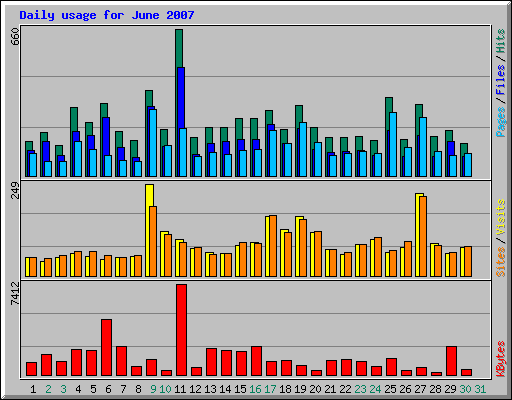 Daily usage for June 2007
660
Pages / Files / Hits
249
Sites / Visits
7412
KBytes
1 2 3 4 5 6 7 8 9 10 11 12 13 14 15 16 17 18 19 20 21 22 23 24 25 26 27 28 29 30 31